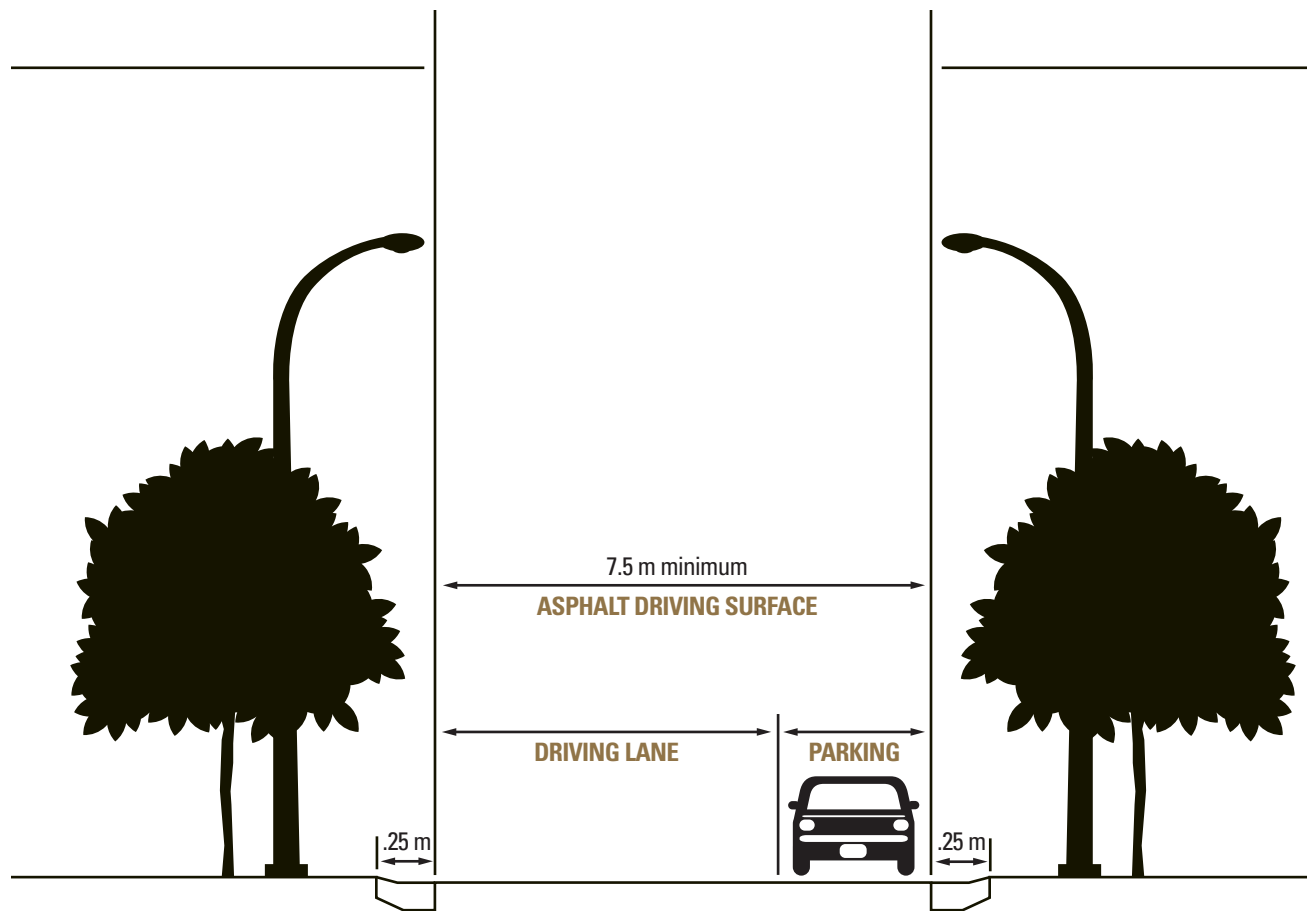 7.5 m minimum
ASPHALT DRIVING SURFACE
DRIVING LANE
PARKING
.25 m
.25 m